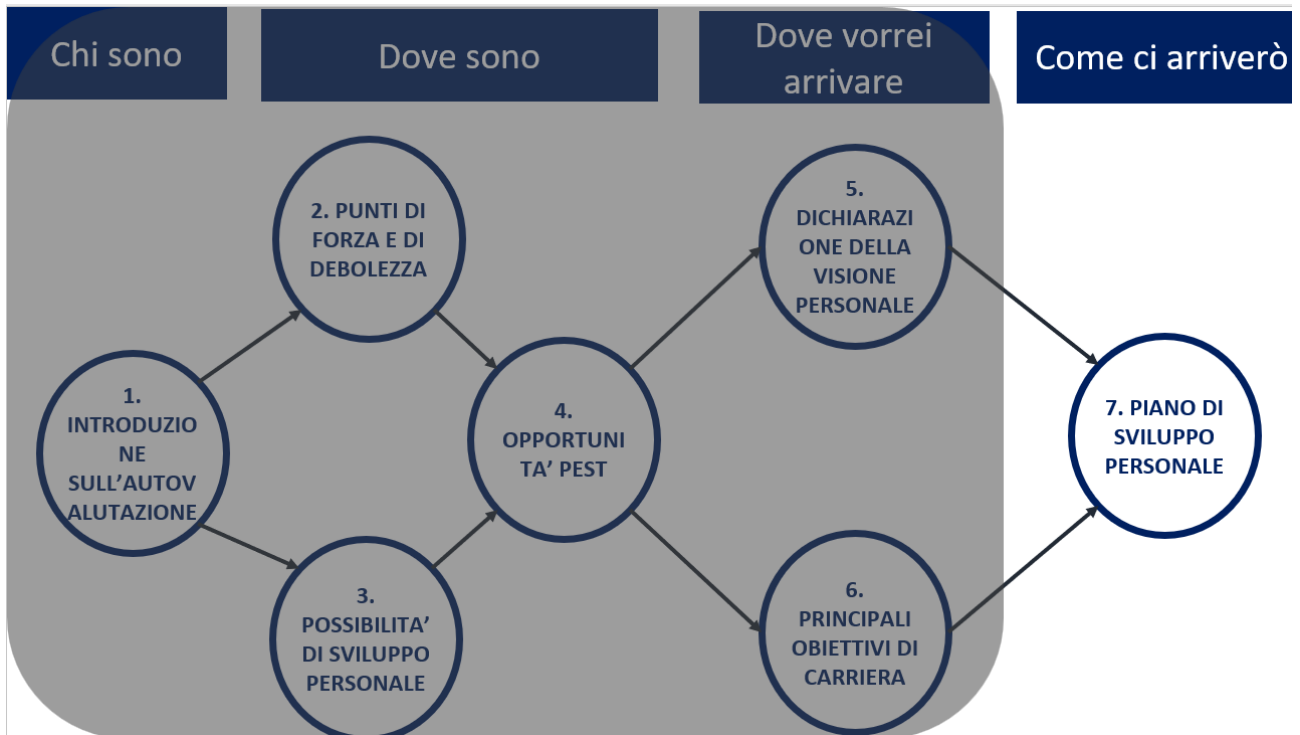 Chi sono
Dove sono
Dove vorrei
arrivare
Come ci arriverò
1.
INTRODUZIO
NE
SULL'AUTOV
ALUTAZIONE
2. PUNTI DI
FORZA E DI
DEBOLEZZA
3.
POSSIBILITA'
DI SVILUPPO
PERSONALE
4.
OPPORTUNI
TA' PEST
5.
DICHIARAZI
ONE DELLA
VISIONE
PERSONALE
6.
PRINCIPALI
OBIETTIVI DI
CARRIERA
7. PIANO DI
SVILUPPO
PERSONALE